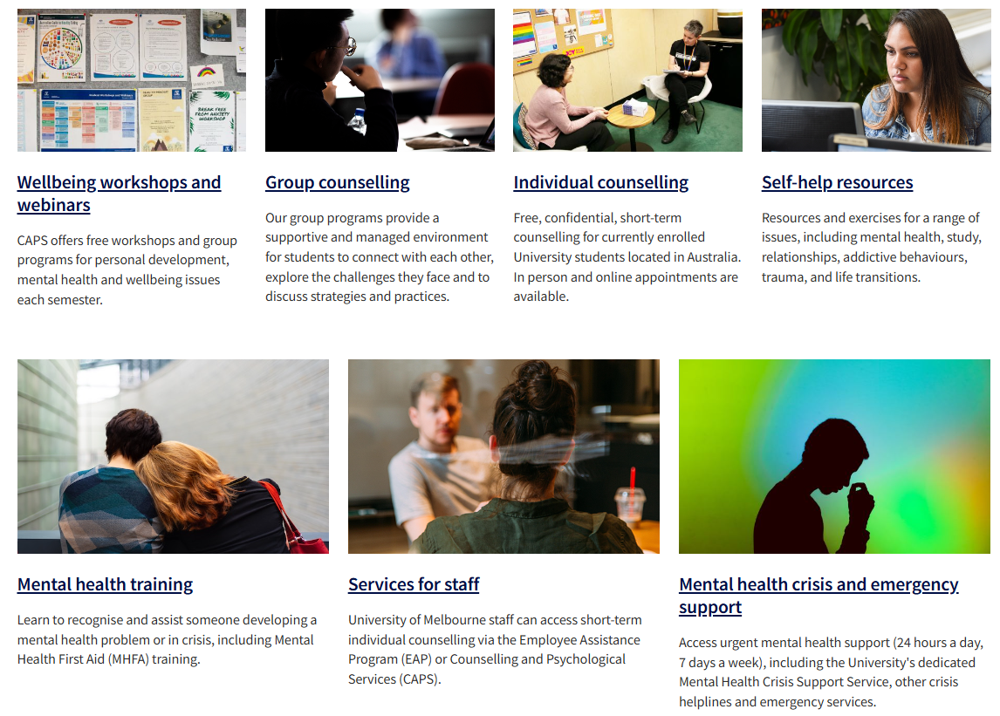 BREAK FREE
FROM ANXIETY
WORKSHOP
Wellbeing workshops and
webinars
CAPS offers free workshops and group
programs for personal development,
mental health and wellbeing issues
each semester.
Group counselling
Our group programs provide a
supportive and managed environment
for students to connect with each other,
explore the challenges they face and to
discuss strategies and practices.
Individual counselling
Free, confidential, short-term
counselling for currently enrolled
University students located in Australia.
In person and online appointments are
available.
Self-help resources
Resources and exercises for a range of
issues, including mental health, study,
relationships, addictive behaviours,
trauma, and life transitions.
Mental health training
Learn to recognise and assist someone developing a
mental health problem or in crisis, including Mental
Health First Aid (MHFA) training.
Services for staff
University of Melbourne staff can access short-term
individual counselling via the Employee Assistance
Program (EAP) or Counselling and Psychological
Services (CAPS).
Mental health crisis and emergency
support
Access urgent mental health support (24 hours a day,
7 days a week), including the University's dedicated
Mental Health Crisis Support Service, other crisis
helplines and emergency services.